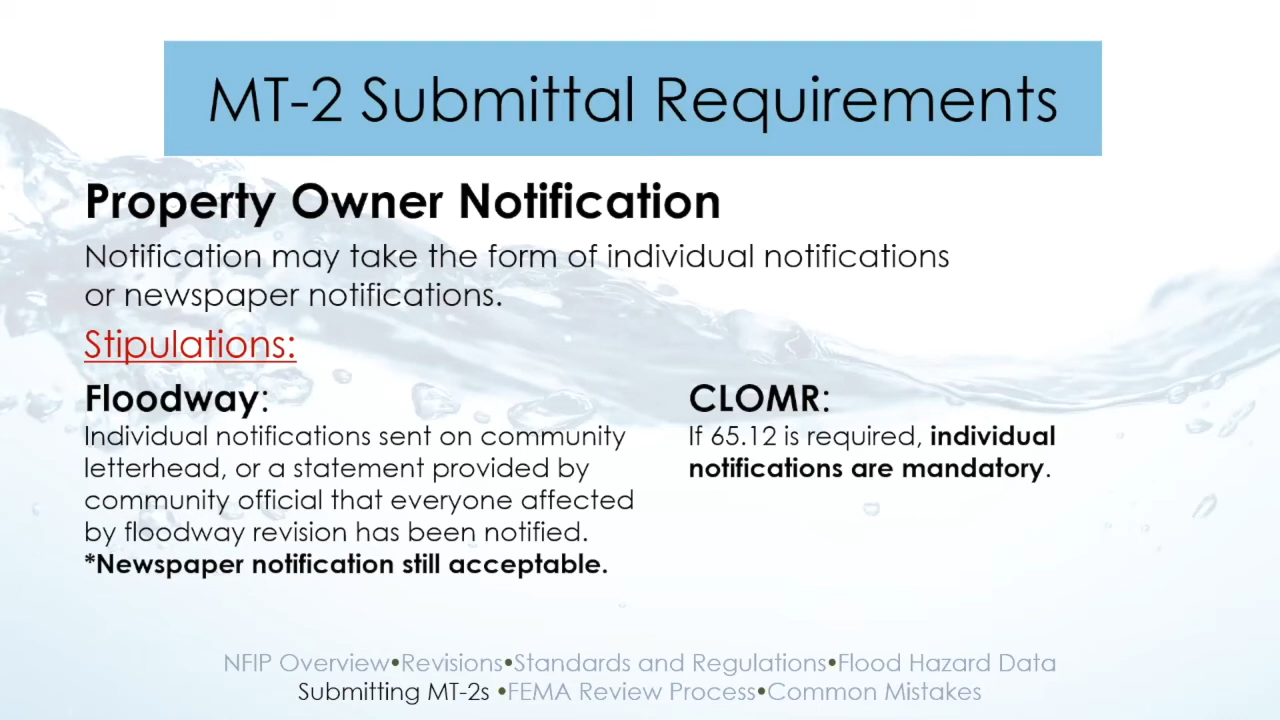 MT-2 Submittal Requirements
Property Owner Notification
Notification may take the form of individual notifications
or newspaper notifications.
Stipulations:
Floodway:
Individual notifications sent on community
letterhead, or a statement provided by
community official that everyone affected
by floodway revision has been notified.
*Newspaper notification still acceptable.
CLOMR:
If 65.12 is required, individual
notifications are mandatory.
NFIP Overview•Revisions•Standards and Regulations•Flood Hazard Data
Submitting MT-2s •FEMA Review Process•Common Mistakes